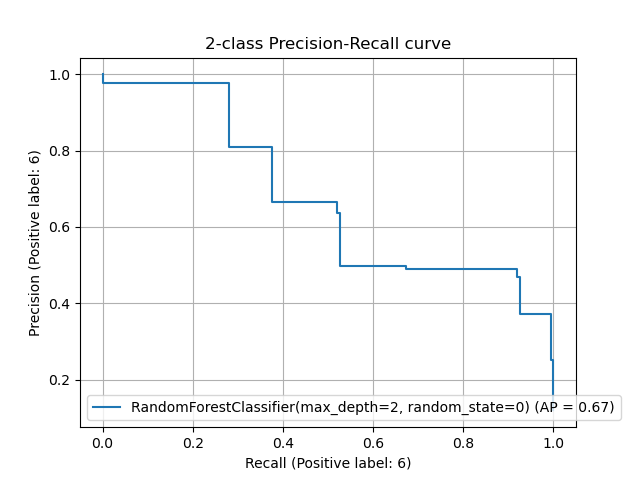 2-class Precision-Recall curve
1.0
0.8
0.6
0.4
0.2
Precision (Positive label: 6)
RandomForestClassifier(max_depth=2, random_state=0) (AP = 0.67)
0.0 0.2 0.4 0.6 0.8 1.0
Recall (Positive label: 6)